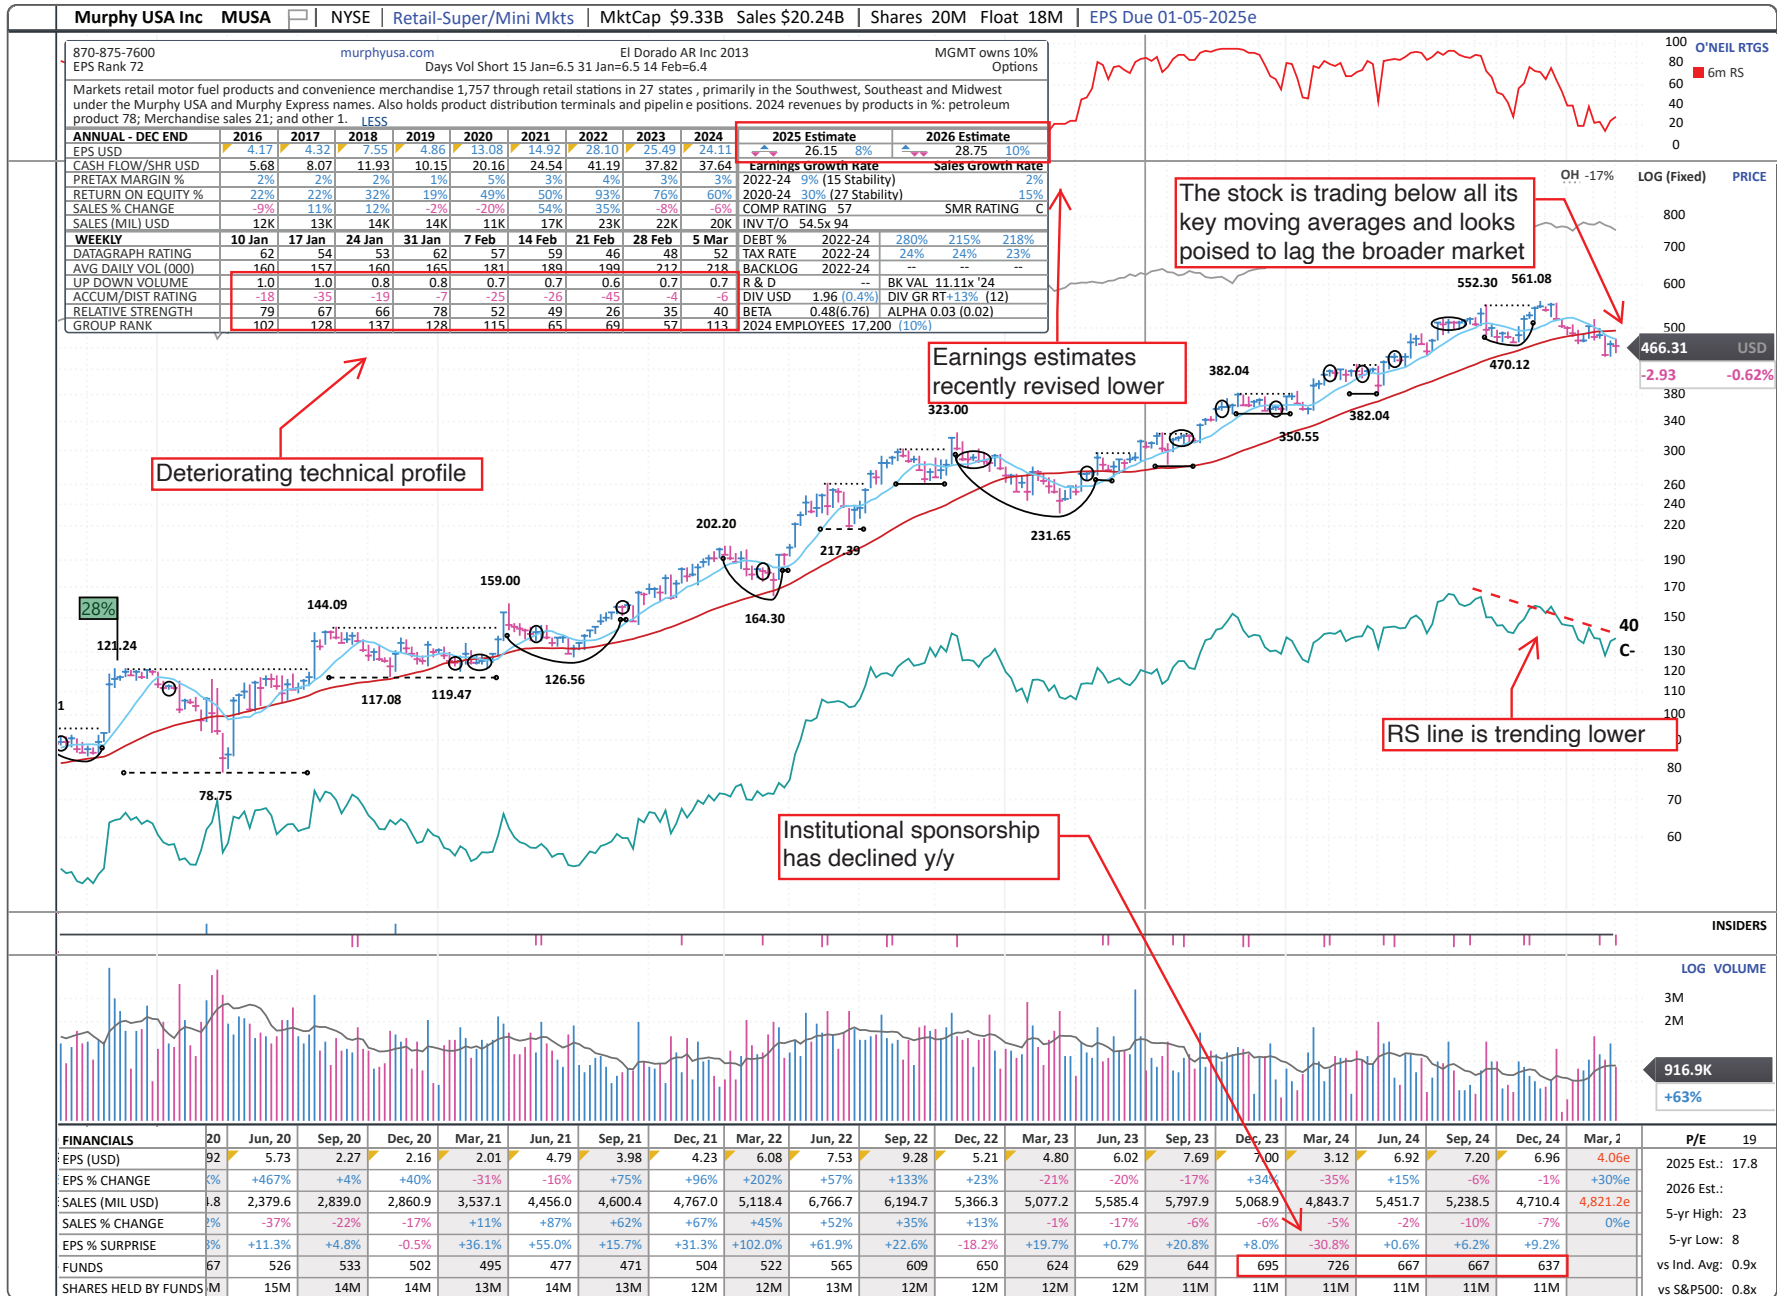 Murphy USA Inc MUSA NYSE Retail-Super/Mini Mkts MktCap $9.33B Sales $20.24B Shares 20M Float 18M EPS Due 01-05-2025e
870-875-7600 murphyusa.com El Dorado AR Inc 2013 MGMT owns 10%
EPS Rank 72 Days Vol Short 15 Jan=6.5 31 Jan=6.5 14 Feb=6.4 Options
Markets retail motor fuel products and convenience merchandise 1,757 through retail stations in 27 states , primarily in the Southwest, Southeast and Midwest
under the Murphy USA and Murphy Express names. Also holds product distribution terminals and pipelin e positions. 2024 revenues by products in %: petroleum
product 78; Merchandise sales 21; and other 1. LESS
ANNUAL - DEC END 2016 2017 2018 2019 2020 2021 2022 2023 2024 2025 Estimate 2026 Estimate
EPS USD 4.17 4.32 7.55 4.86 13.08 14.92 28.10 25.49 24.11 26.15 8% 28.75 10%
CASH FLOW/SHR USD 5.68 8.07 11.93 10.15 20.16 24.54 41.19 37.82 37.64 Earnings Growth Rate Sales Growth Rate
PRETAX MARGIN % 2% 2% 2% 1% 5% 3% 4% 3% 3% 2022-24 9% (15 Stability) 2%
RETURN ON EQUITY % 22% 22% 32% 19% 49% 50% 93% 76% 60% 2020-24 30% (27 Stability) 15%
SALES % CHANGE -9% 11% 12% -2% -20% 54% 35% -8% -6% COMP RATING 57 SMR RATING C
SALES (MIL) USD 12K 13K 14K 14K 11K 17K 23K 22K 20K INV T/O 54.5x 94
WEEKLY 10 Jan 17 Jan 24 Jan 31 Jan 7 Feb 14 Feb 21 Feb 28 Feb 5 Mar DEBT % 2022-24 280% 215% 218%
DATAGRAPH RATING 62 54 53 62 57 59 46 48 52 TAX RATE 2022-24 24% 24% 23%
AVG DAILY VOL (000) 160 157 160 165 181 189 199 212 218 BACKLOG 2022-24 -- -- --
UP DOWN VOLUME 1.0 1.0 0.8 0.8 0.7 0.7 0.6 0.7 0.7 R & D -- BK VAL 11.11x '24
ACCUM/DIST RATING -18 -35 -19 -7 -25 -26 -45 -4 -6 DIV USD 1.96 (0.4%) DIV GR RT+13% (12)
RELATIVE STRENGTH 79 67 66 78 52 49 26 35 40 BETA 0.48(6.76) ALPHA 0.03 (0.02)
GROUP RANK 102 128 137 128 115 65 69 57 113 2024 EMPLOYEES 17,200 (10%)
100 O'NEIL RTGS
80 6m RS
60
40
20
0
OH -17% LOG (Fixed) PRICE
The stock is trading below all its
key moving averages and looks
poised to lag the broader market
Earnings estimates
recently revised lower
Deteriorating technical profile
800
700
600
500
466.31 USD
-2.93 -0.62%
380
340
300
260
240
220
190
170
150
130
120
110
100
80
70
60
28%
121.24
1
78.75
144.09
117.08
119.47
159.00
126.56
202.20
164.30
217.39
323.00
231.65
382.04
350.55
382.04
552.30
561.08
470.12
40
C-
RS line is trending lower
Institutional sponsorship
has declined y/y
INSIDERS
LOG VOLUME
3M
2M
916.9K
+63%
FINANCIALS 20 Jun, 20 Sep, 20 Dec, 20 Mar, 21 Jun, 21 Sep, 21 Dec, 21 Mar, 22 Jun, 22 Sep, 22 Dec, 22 Mar, 23 Jun, 23 Sep, 23 Dec, 23 Mar, 24 Jun, 24 Sep, 24 Dec, 24 Mar, 2
EPS (USD) 92 5.73 2.27 2.16 2.01 4.79 3.98 4.23 6.08 7.53 9.28 5.21 4.80 6.02 7.69 7.00 3.12 6.92 7.20 6.96 4.06e
EPS % CHANGE % +467% +4% +40% -31% -16% +75% +96% +202% +57% +133% +23% -21% -20% -17% +34% -35% +15% -6% -1% +30%e
SALES (MIL USD) 4.8 2,379.6 2,839.0 2,860.9 3,537.1 4,456.0 4,600.4 4,767.0 5,118.4 6,766.7 6,194.7 5,366.3 5,077.2 5,585.4 5,797.9 5,068.9 4,843.7 5,451.7 5,238.5 4,710.4 4,821.2e
SALES % CHANGE 2% -37% -22% -17% +11% +87% +62% +67% +45% +52% +35% +13% -1% -17% -6% -6% -5% -2% -10% -7% 0%e
EPS % SURPRISE % +11.3% +4.8% -0.5% +36.1% +55.0% +15.7% +31.3% +102.0% +61.9% +22.6% -18.2% +19.7% +0.7% +20.8% +8.0% -30.8% +0.6% +6.2% +9.2%
FUNDS 67 526 533 502 495 477 471 504 522 565 609 650 624 629 644 695 726 667 667 637
SHARES HELD BY FUNDS M 15M 14M 14M 13M 14M 13M 12M 12M 12M 12M 12M 12M 12M 11M 11M 11M 11M 11M 11M
P/E 19
2025 Est.: 17.8
2026 Est.:
5-yr High: 23
5-yr Low: 8
vs Ind. Avg: 0.9x
vs S&P500: 0.8x